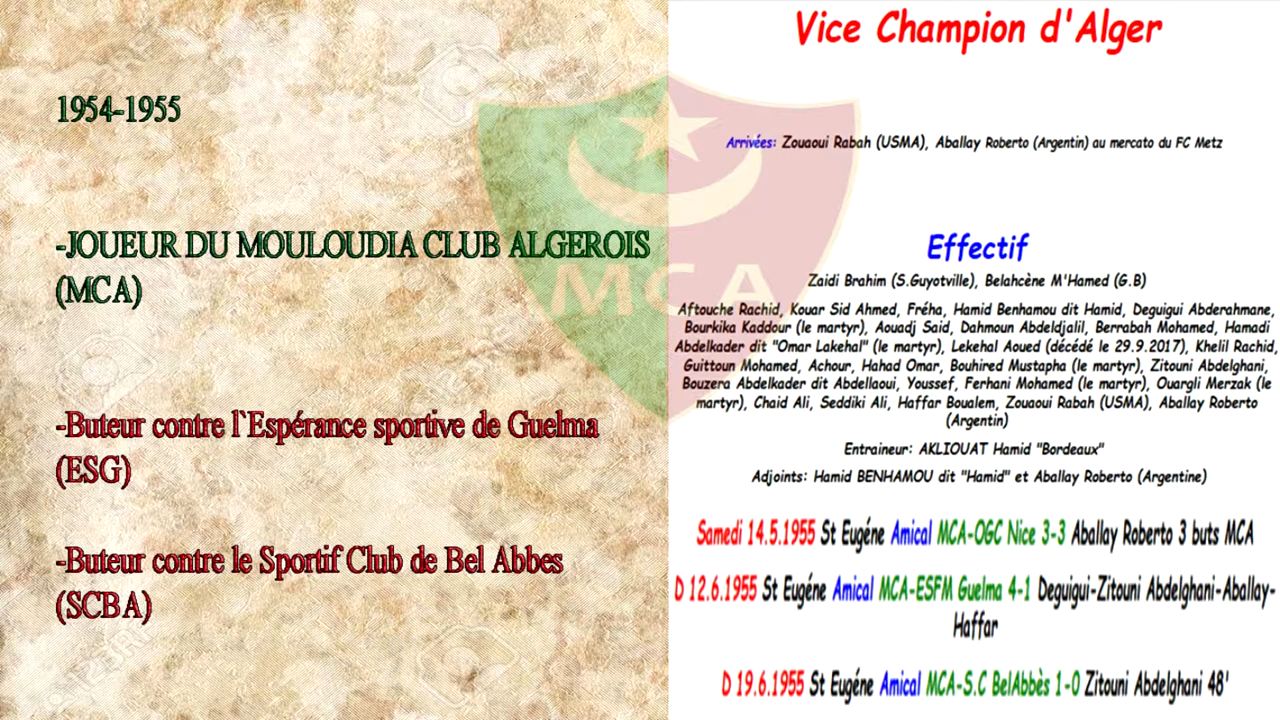 1954-1955
-JOUEUR DU MOULOUDIA CLUB ALGEROIS
(MCA)
-Buteur contre l`Espérance sportive de Guelma
(ESG)
-Buteur contre le Sportif Club de Bel Abbes
(SCBA)
MCA
Vice Champion d'Alger
Arrivées: Zouaoui Rabah (USMA), Aballay Roberto (Argentin) au mercato du FC Metz
Effectif
Zaidi Brahim (S.Guyotville), Belahcène M'Hamed (G.B)
Aftouche Rachid, Kouar Sid Ahmed, Fréha, Hamid Benhamou dit Hamid, Deguigui Abderahmane,
Bourkika Kaddour (le martyr), Aouadj Said, Dahmoun Abdeldjalil, Berrabah Mohamed, Hamadi
Abdelkader dit "Omar Lakehal" (le martyr), Lekehal Aoued (décédé le 29.9.2017), Khelil Rachid,
Guittoun Mohamed, Achour, Hahad Omar, Bouhired Mustapha (le martyr), Zitouni Abdelghani,
Bouzera Abdelkader dit Abdellaoui, Youssef, Ferhani Mohamed (le martyr), Ouargli Merzak (le
martyr), Chaid Ali, Seddiki Ali, Haffar Boualem, Zouaoui Rabah (USMA), Aballay Roberto
(Argentin)
Entraineur: AKLIOUAT Hamid "Bordeaux"
Adjoints: Hamid BENHAMOU dit "Hamid" et Aballay Roberto (Argentine)
Samedi 14.5.1955 St Eugéne Amical MCA-OGC Nice 3-3 Aballay Roberto 3 buts MCA
D 12.6.1955 St Eugéne Amical MCA-ESFM Guelma 4-1 Deguigui-Zitouni Abdelghani-Aballay-
Haffar
D 19.6.1955 St Eugéne Amical MCA-S.C BelAbbès 1-0 Zitouni Abdelghani 48'